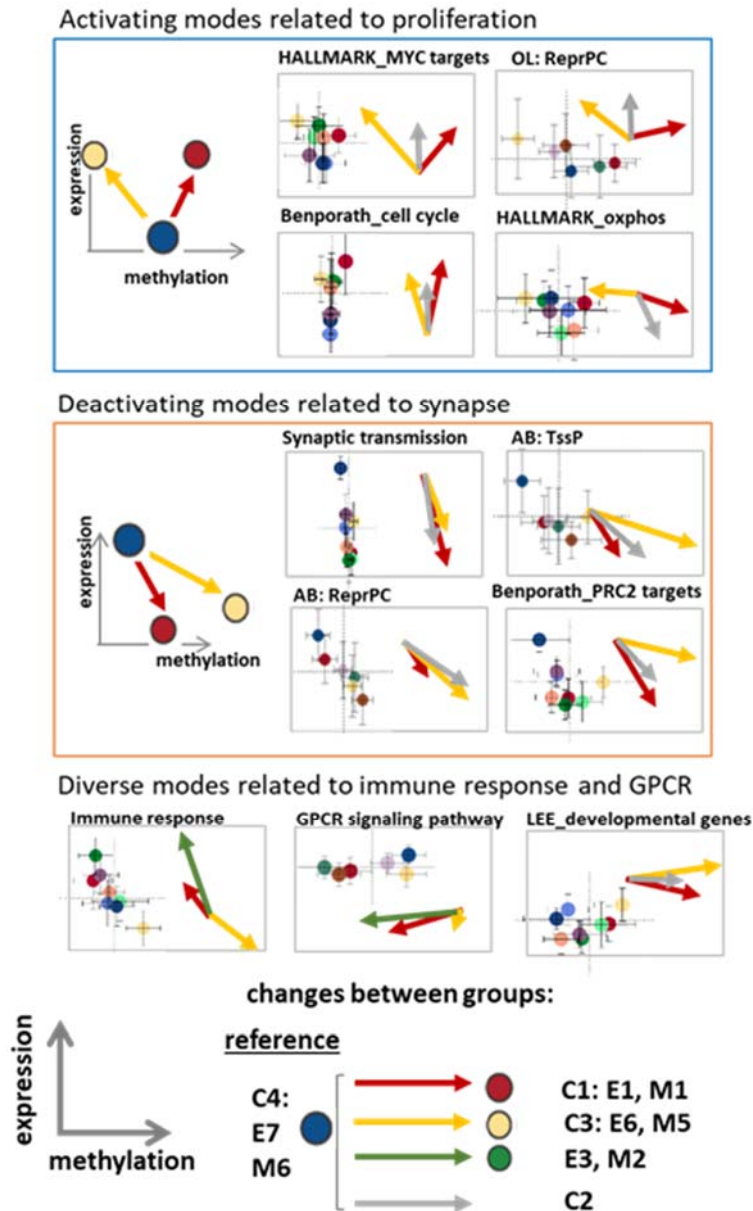 Activating modes related to proliferation
HALLMARK_MYC targets
OL: ReprPC
expression
methylation
Benporath_cell cycle
HALLMARK_oxphos
Deactivating modes related to synapse
Synaptic transmission
AB: TssP
expression
methylation
AB: ReprPC
Benporath_PRC2 targets
Diverse modes related to immune response and GPCR
Immune response
GPCR signaling pathway
LEE_developmental genes
changes between groups:
reference
expression
methylation
C4:
E7
M6
C1: E1, M1
C3: E6, M5
E3, M2
C2